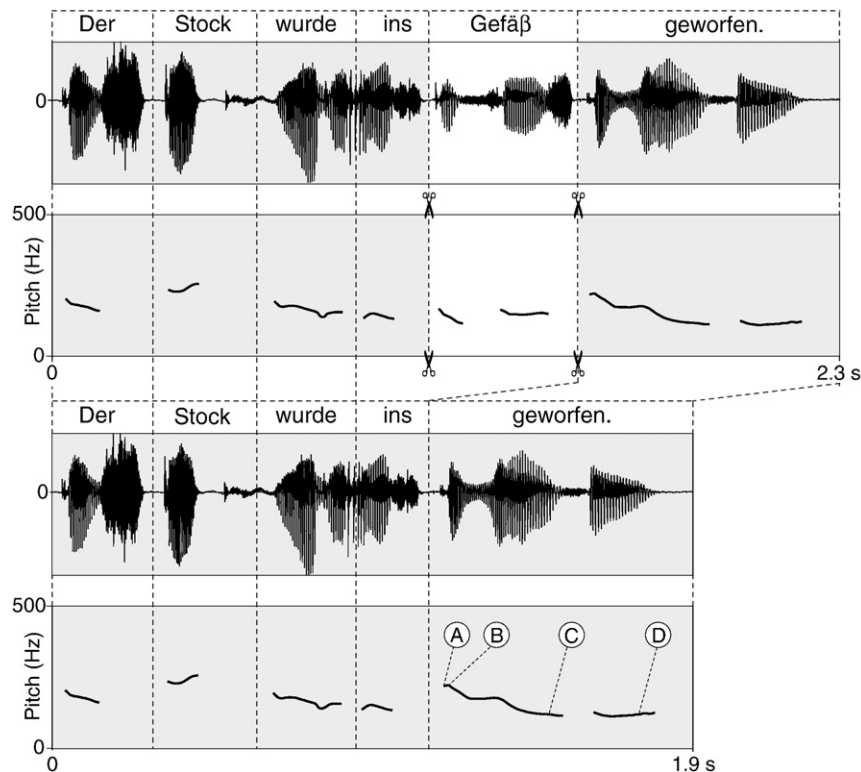 Der Stock wurde ins Gefäβ geworfen.
0
500
Pitch (Hz)
0
0 2.3 s
Der Stock wurde ins geworfen.
0
500
A B C D
Pitch (Hz)
0
0 1.9 s